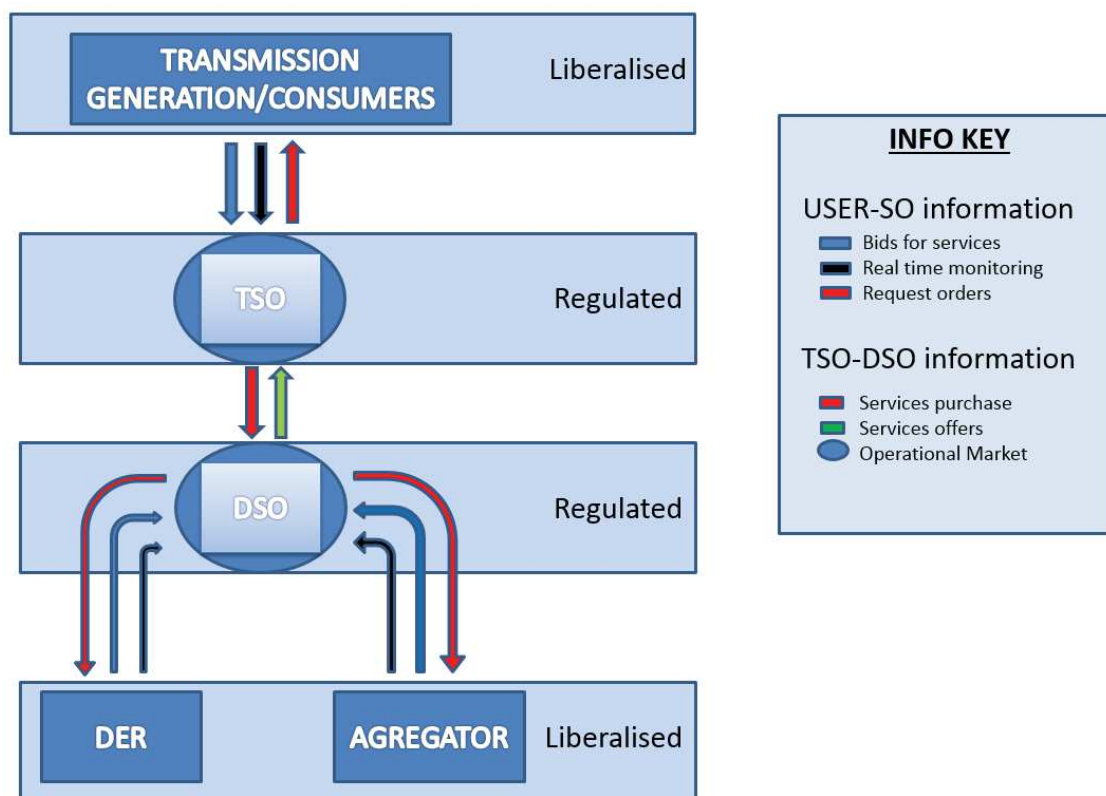 TRANSMISSION
GENERATION/CONSUMERS
Liberalised
TSO
Regulated
DSO
Regulated
DER
AGREGATOR
Liberalised
INFO KEY
USER-SO information
Bids for services
Real time monitoring
Request orders
TSO-DSO information
Services purchase
Services offers
Operational Market